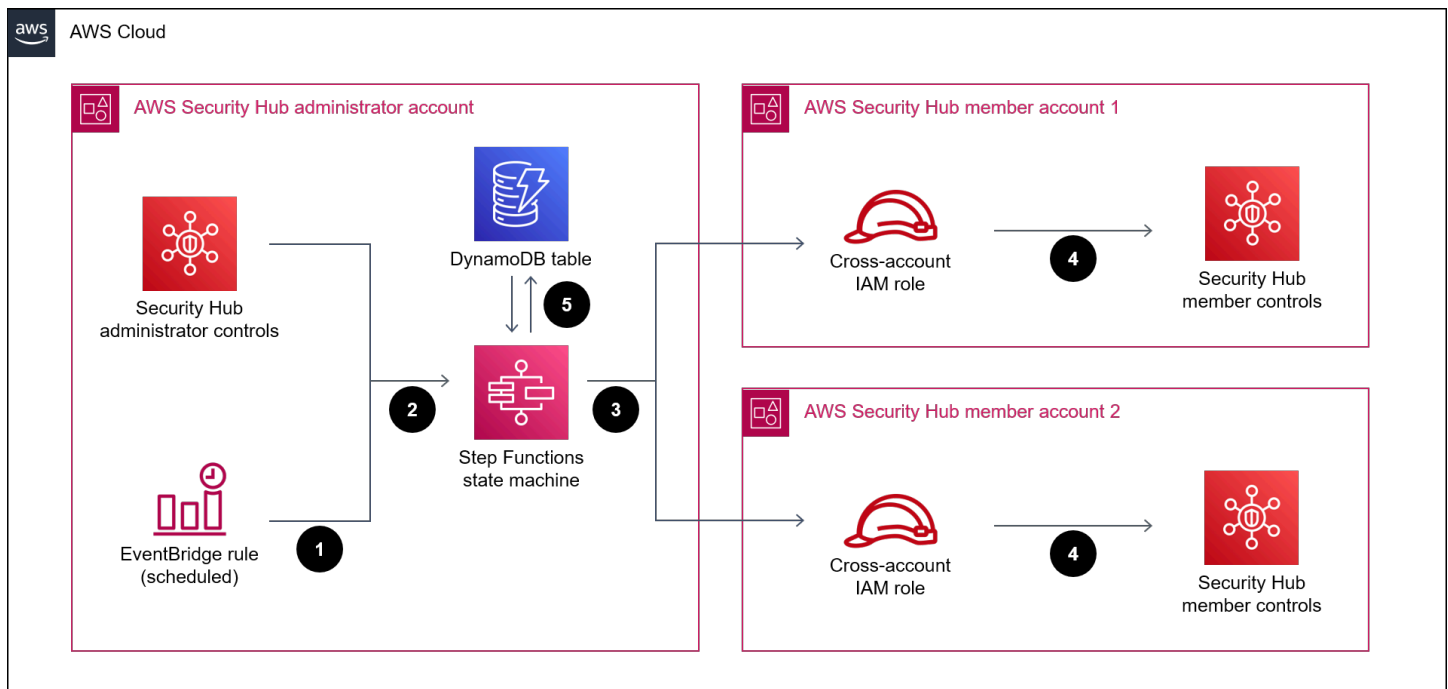 aws
AWS Cloud
AWS Security Hub administrator account
Security Hub
administrator controls
EventBridge rule
(scheduled)
1
2
DynamoDB table
5
Step Functions
state machine
3
AWS Security Hub member account 1
Cross-account
IAM role
4
Security Hub
member controls
AWS Security Hub member account 2
Cross-account
IAM role
4
Security Hub
member controls